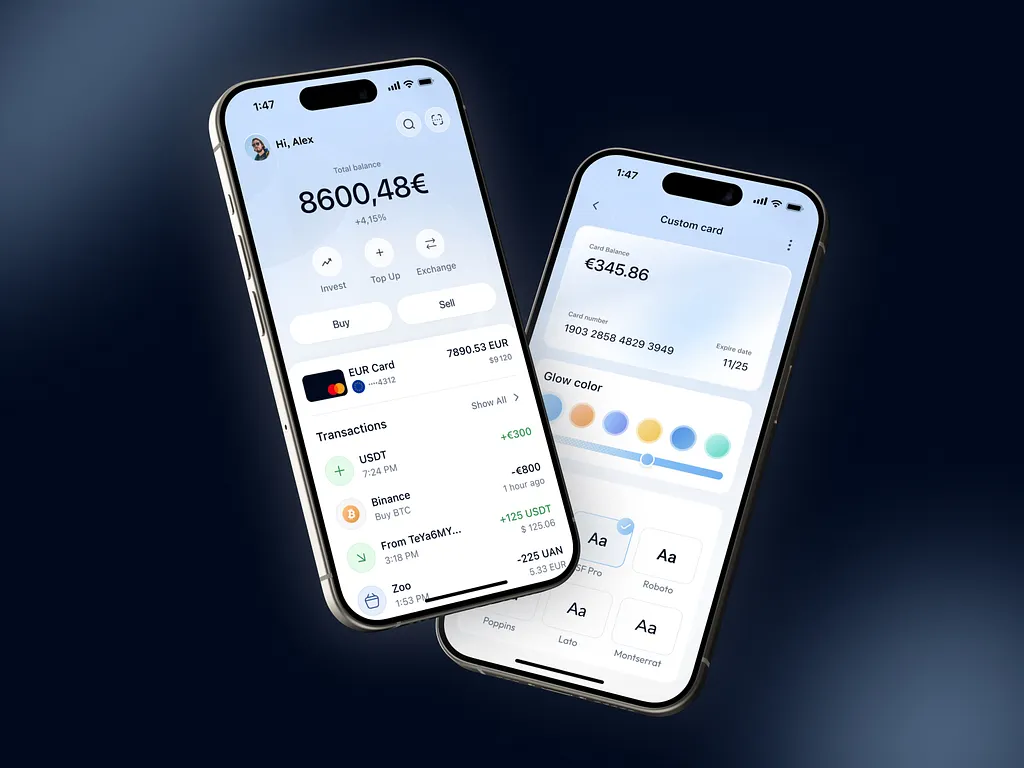 1:47
Hi, Alex
Total balance
8600,48€
+4,15%
Invest
Top Up
Exchange
Buy
Sell
EUR Card
7890.53 EUR
····4312
$9120
Transactions
Show All
USDT
+€300
7:24 PM
Binance
-€800
Buy BTC
1 hour ago
From TeYa6MY...
+125 USDT
3:18 PM
$ 125.06
Zoo
-225 UAN
1:53 PM
5.33 EUR
1:47
Custom card
Card Balance
€345.86
Card number
Expire date
1903 2858 4829 3949
11/25
Glow color
Aa
Aa
SF Pro
Roboto
Aa
Aa
Poppins
Lato
Montserrat